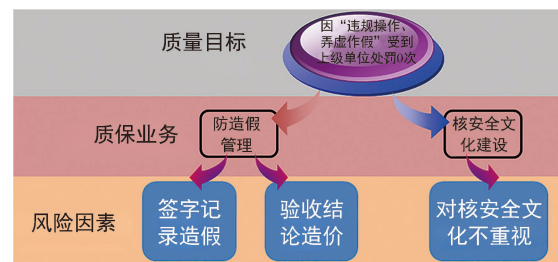 质量目标
因“违规操作、
弄虚作假”受到
上级单位处罚0次
质保业务
防造假
管理
核安全文
化建设
风险因素
签字记
录造假
验收结
论造价
对核安全文
化不重视